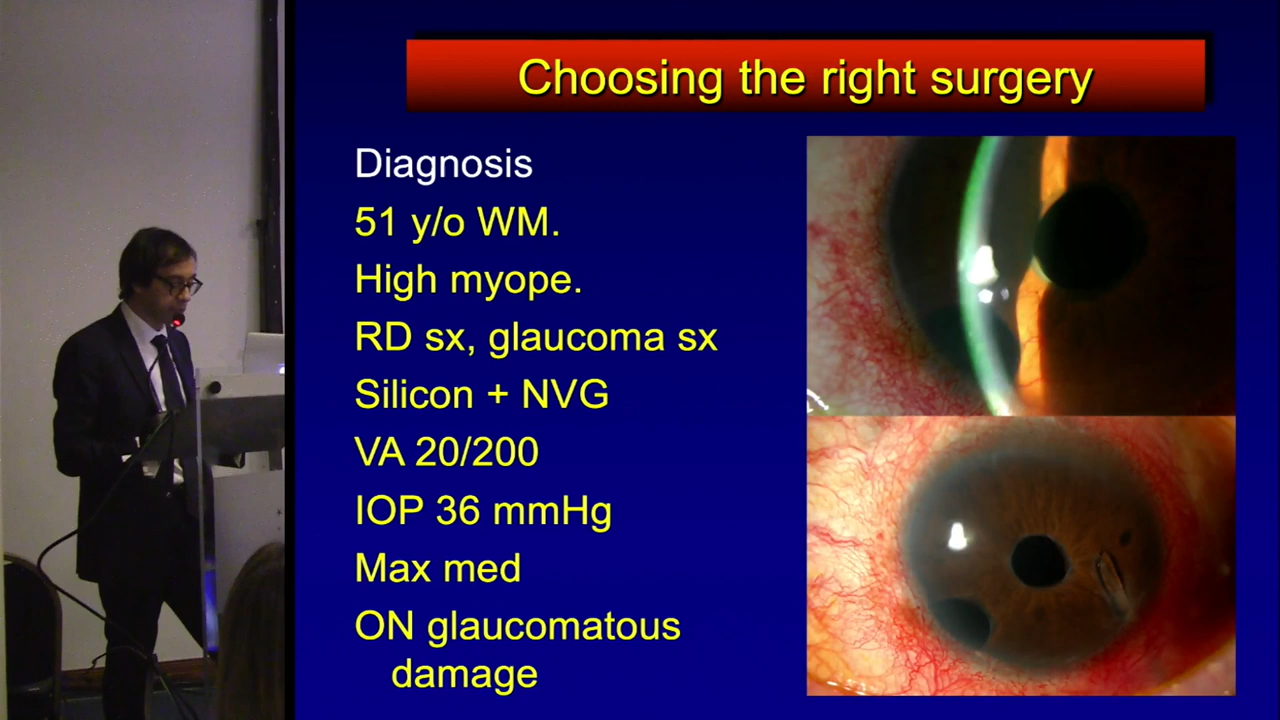 Choosing the right surgery
Diagnosis
51 y/o WM.
High myope.
RD sx, glaucoma sx
Silicon + NVG
VA 20/200
IOP 36 mmHg
Max med
ON glaucomatous
damage